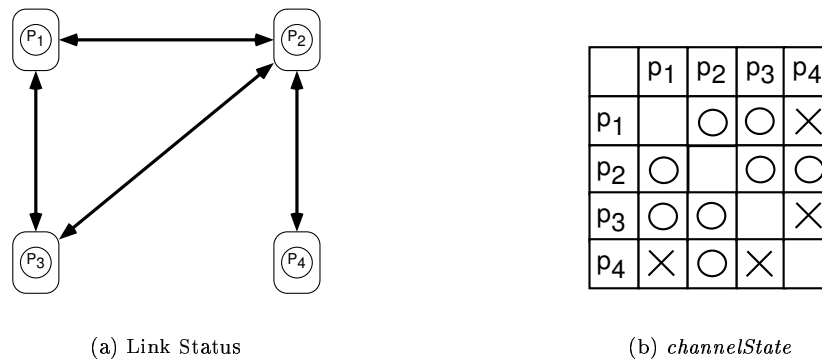 P1 P2
P3 P4
p1 p2 p3 p4
p1 ○ ○ ×
p2 ○ ○ ○
p3 ○ ○ ×
p4 × ○ ×
(a) Link Status (b) channelState